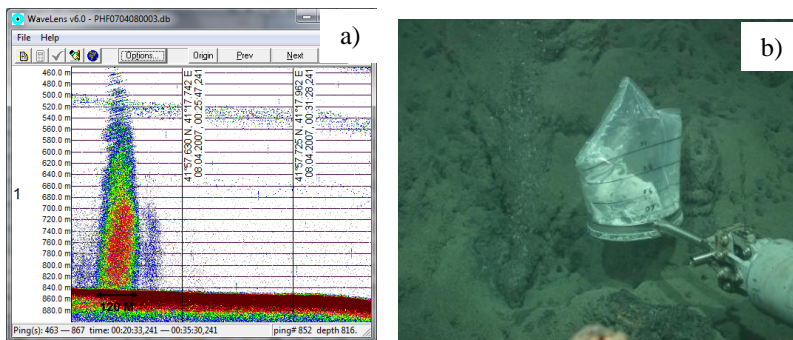 WaveLens v6.0 - PHF0704080003.db
File Help
Options... Origin Prev Next
a)
b)
460.0 m
480.0 m
500.0 m
520.0 m
540.0 m
560.0 m
580.0 m
600.0 m
620.0 m
640.0 m
660.0 m
680.0 m
700.0 m
720.0 m
740.0 m
760.0 m
780.0 m
800.0 m
820.0 m
840.0 m
860.0 m
880.0 m
1
41°57.630 N, 41°17.742 E
08.04.2007, 00:25:47,241
41°57.725 N, 41°17.962 E
08.04.2007, 00:31:28,241
120 M
Ping(s): 463 — 867 time: 00:20:33,241 — 00:35:30,241 ping# 852 depth 816.